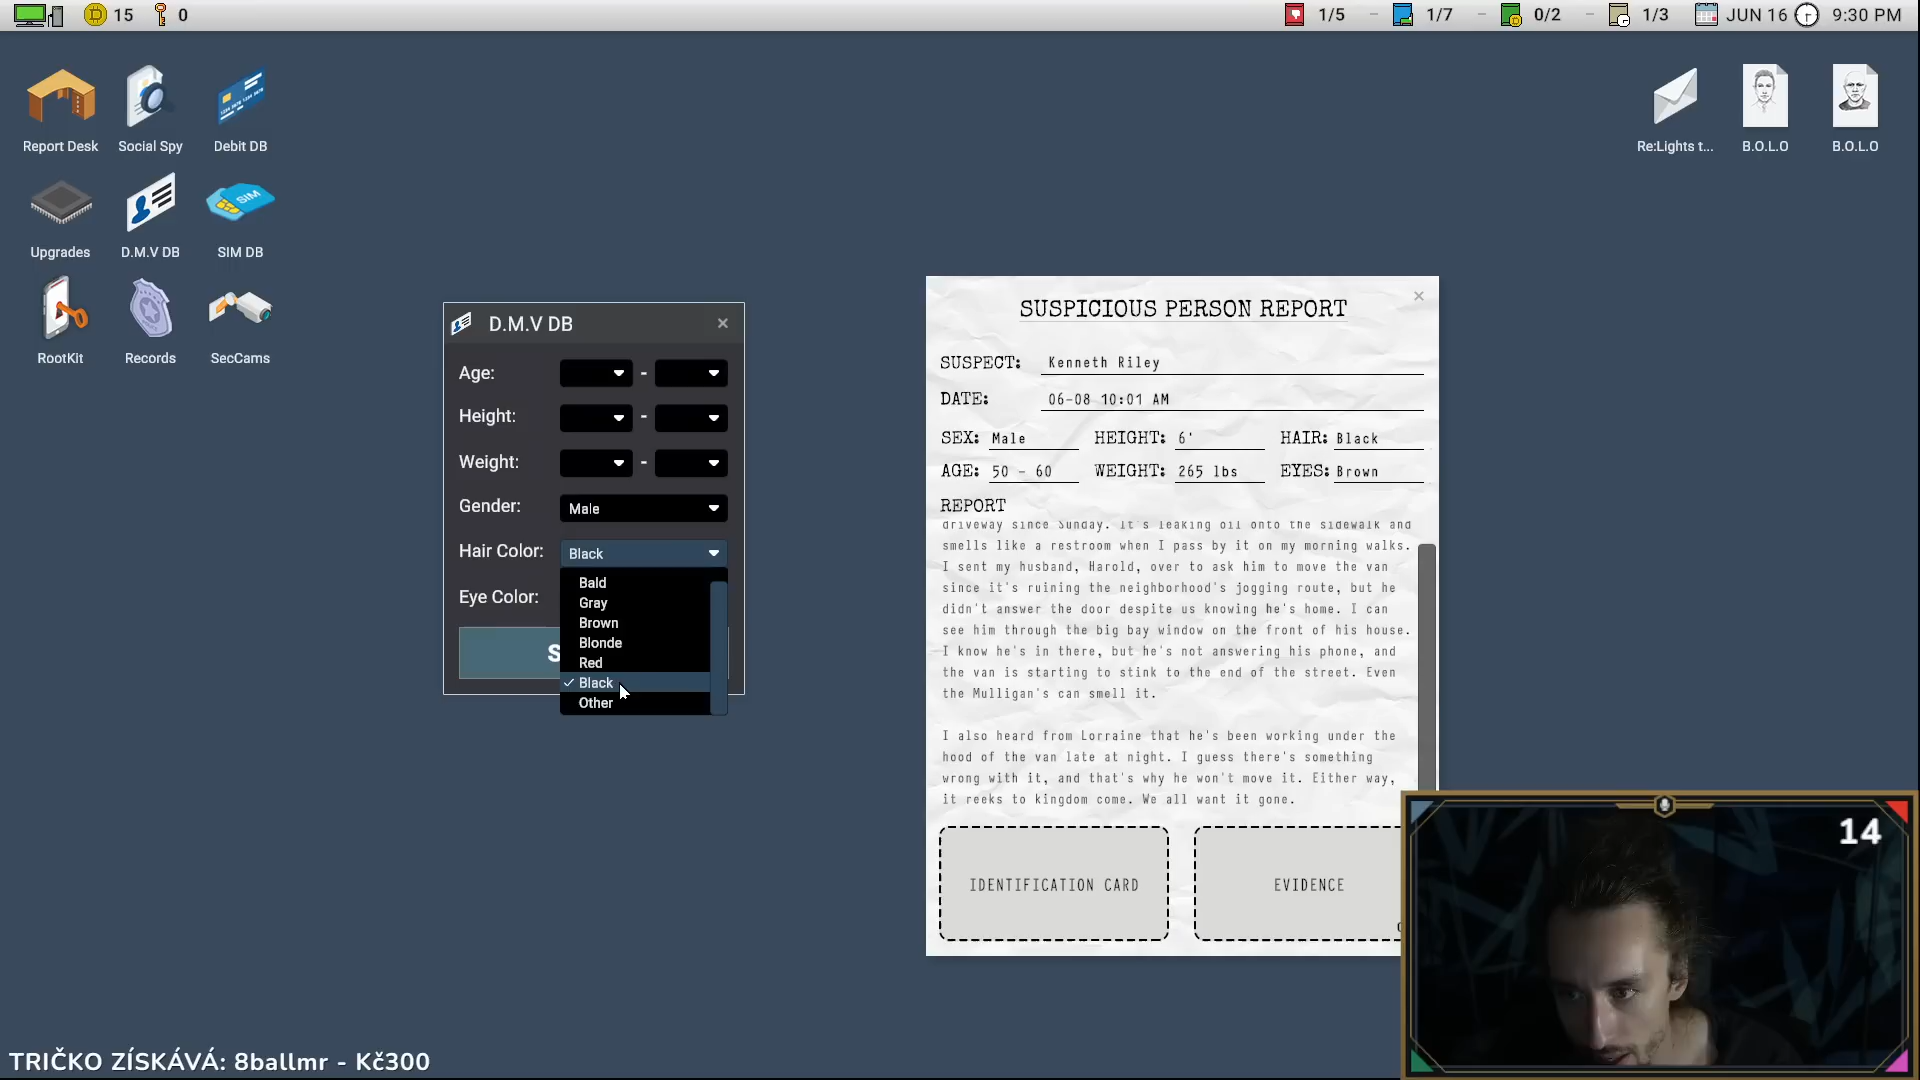 15
0
1/5
1/7
0/2
1/3
JUN 16
9:30 PM
Report Desk
Social Spy
Debit DB
Re:Lights t...
B.O.L.O
B.O.L.O
Upgrades
D.M.V DB
SIM DB
RootKit
Records
SecCams
D.M.V DB
Age:
Height:
Weight:
Gender: Male
Hair Color: Black
Bald
Gray
Brown
Blonde
Red
Black
Other
Eye Color:
S
SUSPICIOUS PERSON REPORT
SUSPECT: Kenneth Riley
DATE: 06-08 10:01 AM
SEX: Male HEIGHT: 6' HAIR: Black
AGE: 50 - 60 WEIGHT: 265 lbs EYES: Brown
REPORT
driveway since Sunday. It's leaking oil onto the sidewalk and
smells like a restroom when I pass by it on my morning walks.
I sent my husband, Harold, over to ask him to move the van
since it's ruining the neighborhood's jogging route, but he
didn't answer the door despite us knowing he's home. I can
see him through the big bay window on the front of his house.
I know he's in there, but he's not answering his phone, and
the van is starting to stink to the end of the street. Even
the Mulligan's can smell it.
I also heard from Lorraine that he's been working under the
hood of the van late at night. I guess there's something
wrong with it, and that's why he won't move it. Either way,
it reeks to kingdom come. We all want it gone.
IDENTIFICATION CARD
EVIDENCE
14
TRIČKO ZÍSKÁVÁ: 8ballmr - Kč300